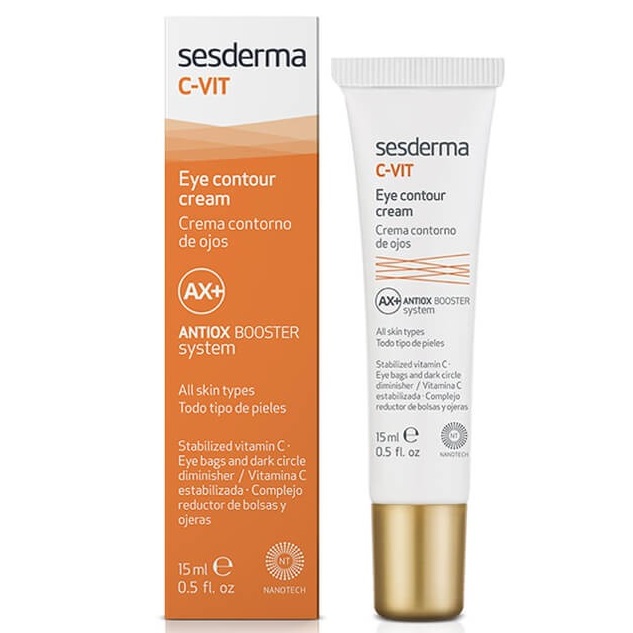 sesderma
C-VIT
Eye contour
cream
Crema contorno
de ojos
AX+
ANTIOX BOOSTER
system
All skin types
Todo tipo de pieles
Stabilized vitamin C ·
Eye bags and dark circle
diminisher / Vitamina C
estabilizada · Complejo
reductor de bolsas y
ojeras
15 ml e
0.5 fl. oz
NT
NANOTECH
sesderma
C-VIT
Eye contour
cream
Crema contorno
de ojos
AX+ ANTIOX BOOSTER
system
All skin types
Todo tipo de pieles
Stabilized vitamin C ·
Eye bags and dark circle
diminisher / Vitamina C
estabilizada · Complejo
reductor de bolsas y ojeras
15 ml e
0.5 fl. oz
NT
NANOTECH